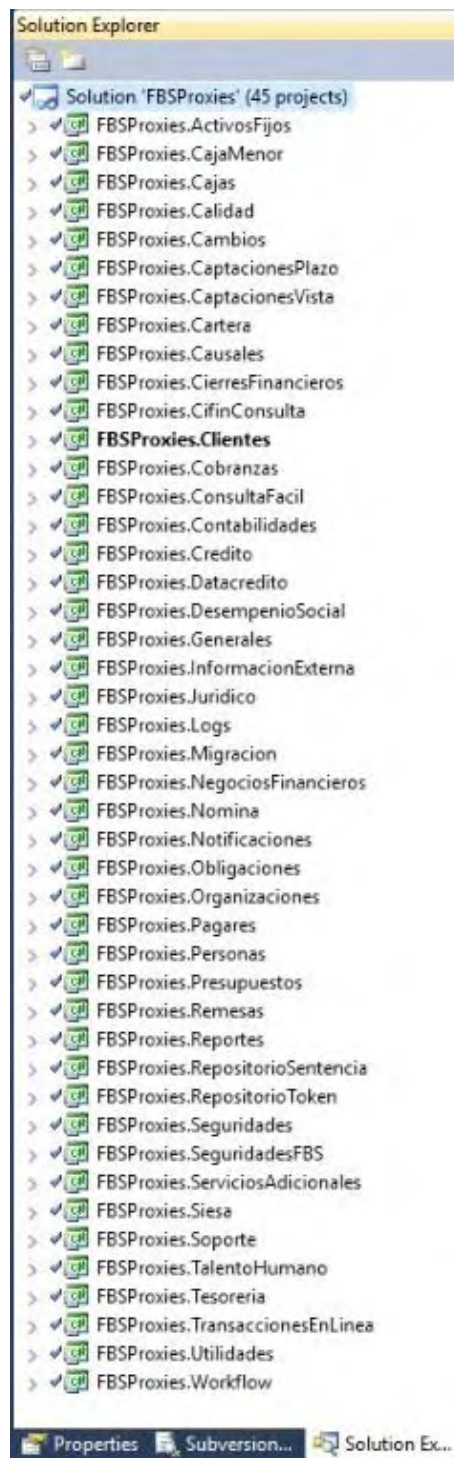 Solution Explorer
Solution 'FBSProxies' (45 projects)
FBSProxies.ActivosFijos
FBSProxies.CajaMenor
FBSProxies.Cajas
FBSProxies.Calidad
FBSProxies.Cambios
FBSProxies.CaptacionesPlazo
FBSProxies.CaptacionesVista
FBSProxies.Cartera
FBSProxies.Causales
FBSProxies.CierresFinancieros
FBSProxies.CifinConsulta
FBSProxies.Clientes
FBSProxies.Cobranzas
FBSProxies.ConsultaFacil
FBSProxies.Contabilidades
FBSProxies.Credito
FBSProxies.Datacredito
FBSProxies.DesempenioSocial
FBSProxies.Generales
FBSProxies.InformacionExterna
FBSProxies.Juridico
FBSProxies.Logs
FBSProxies.Migracion
FBSProxies.NegociosFinancieros
FBSProxies.Nomina
FBSProxies.Notificaciones
FBSProxies.Obligaciones
FBSProxies.Organizaciones
FBSProxies.Pagares
FBSProxies.Personas
FBSProxies.Presupuestos
FBSProxies.Remesas
FBSProxies.Reportes
FBSProxies.RepositorioSentencia
FBSProxies.RepositorioToken
FBSProxies.Seguridades
FBSProxies.SeguridadesFBS
FBSProxies.ServiciosAdicionales
FBSProxies.Siesa
FBSProxies.Soporte
FBSProxies.TalentoHumano
FBSProxies.Tesoreria
FBSProxies.TransaccionesEnLinea
FBSProxies.Utilidades
FBSProxies.Workflow
Properties Subversion... Solution Ex...